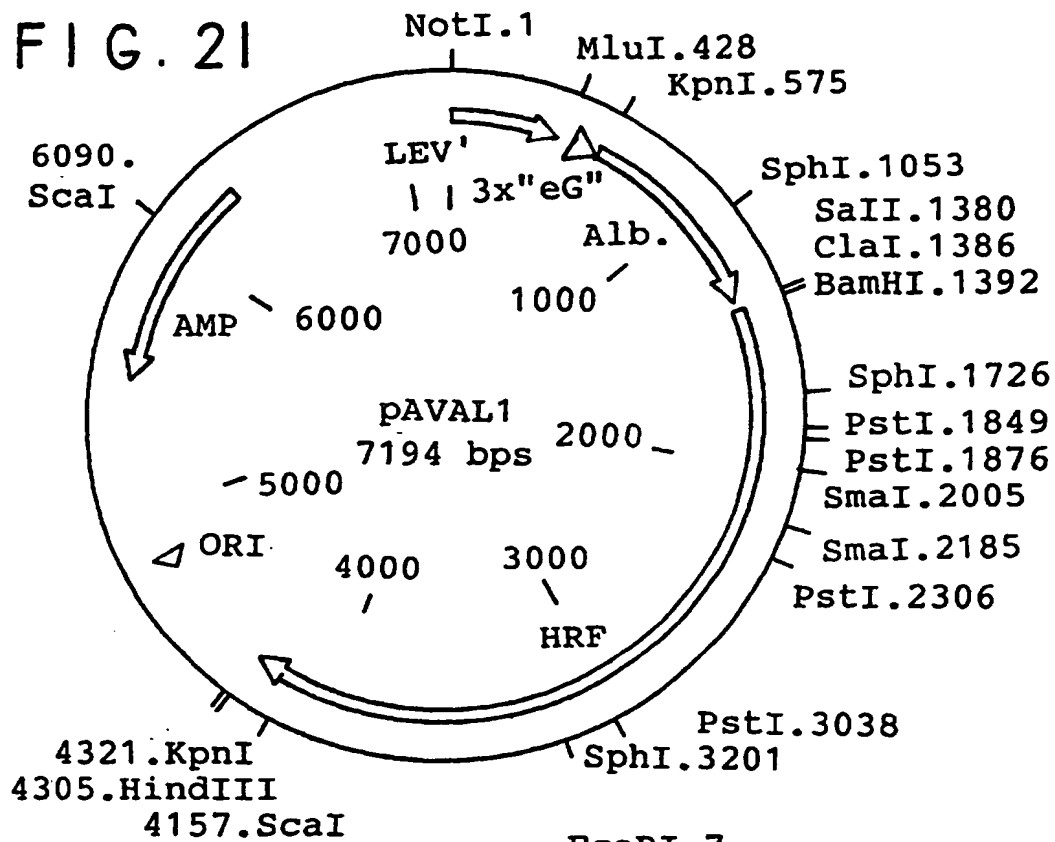 FIG. 21
NotI.1
MluI.428
KpnI.575
6090.
ScaI
LEV'
3x"eG"
SphI.1053
SaII.1380
ClaI.1386
BamHI.1392
7000
Alb.
1000
AMP
6000
SphI.1726
pAVAL1
7194 bps
2000
PstI.1849
PstI.1876
SmaI.2005
5000
ORI
SmaI.2185
4000
3000
PstI.2306
HRF
PstI.3038
SphI.3201
4321.KpnI
4305.HindIII
4157.ScaI